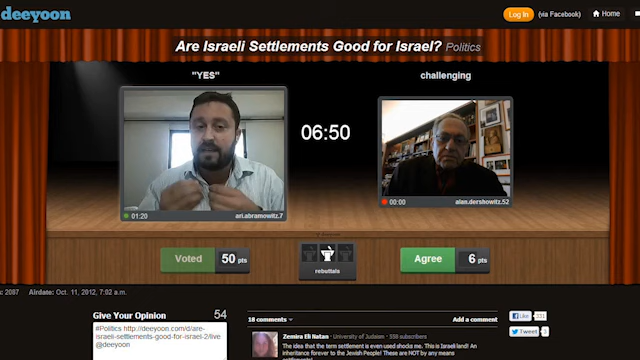 deeyoon
Log In (via Facebook) Home
Are Israeli Settlements Good for Israel? Politics
"YES" challenging
06:50
01:20 ari.abramowitz.7
00:00 alan.dershowitz.52
Voted 50 pts
rebuttals
Agree 6 pts
2087 Airdate: Oct. 11, 2012, 7:02 a.m.
Give Your Opinion 54
#Politics http://deeyoon.com/d/are-
israeli-settlements-good-for-israel-2/live
@deeyoon
18 comments Add a comment
Zemira Eli Natan · University of Judaism · 538 subscribers
The idea that the term settlement is even used shocks me. This is Israeli land! An
inheritance forever to the Jewish People! These are NOT by any means
Like 331
Tweet 3